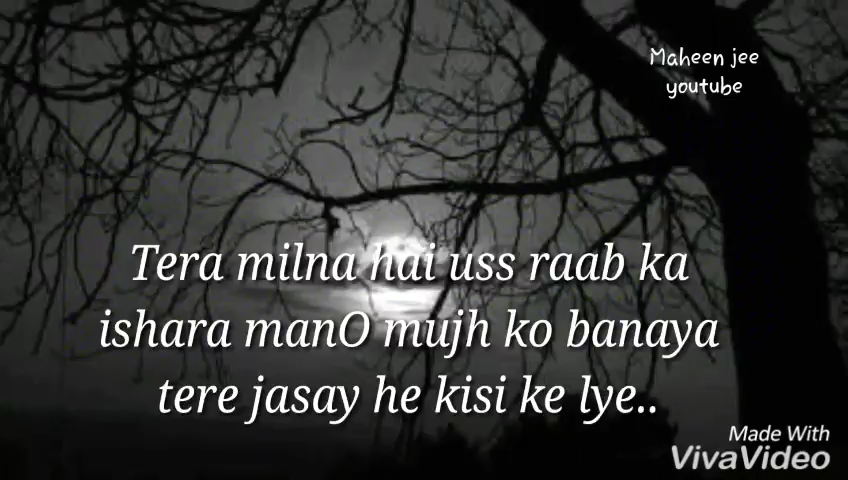 Maheen jee
youtube
Tera milna hai uss raab ka
ishara manO mujh ko banaya
tere jasay he kisi ke lye..
Made With
VivaVideo